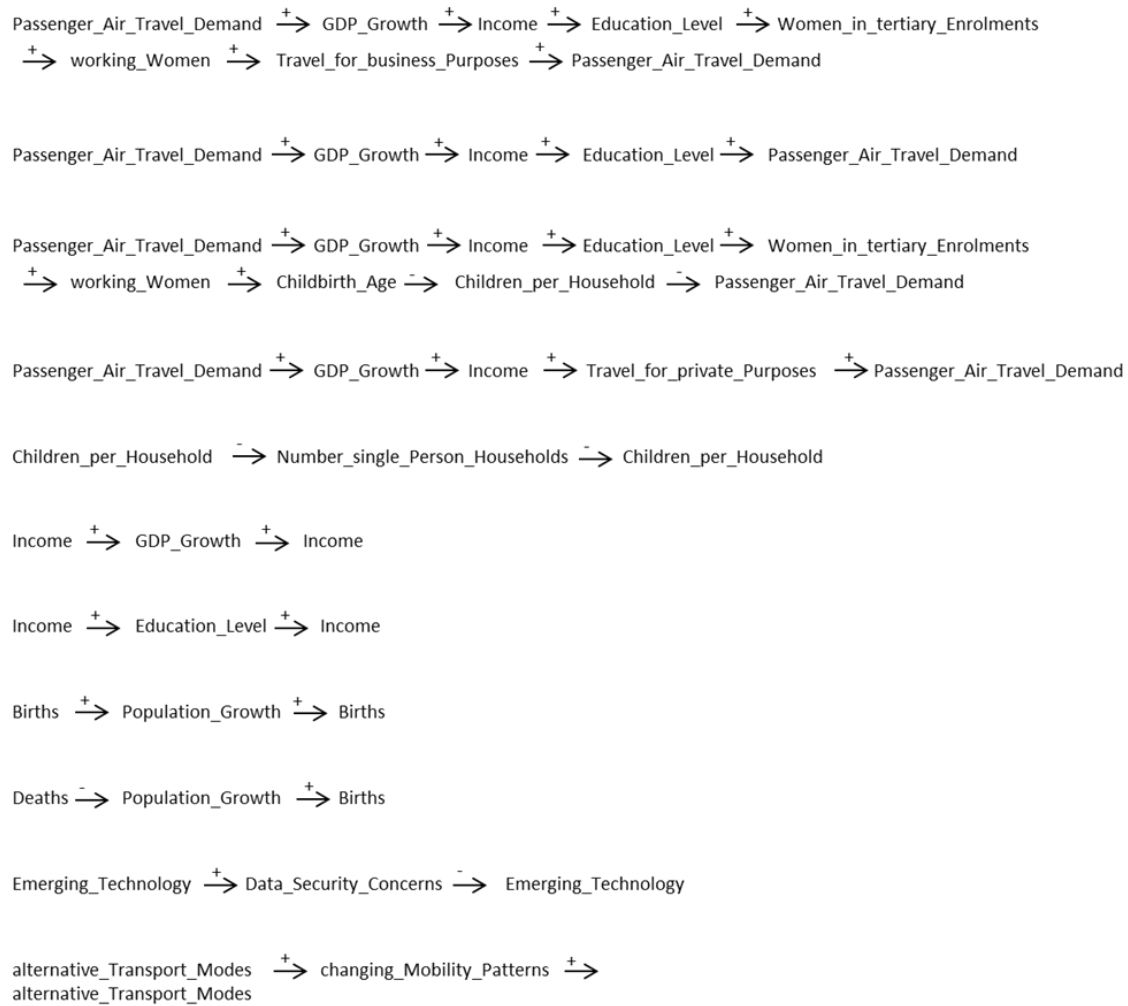 Passenger_Air_Travel_Demand + → GDP_Growth + → Income + → Education_Level + → Women_in_tertiary_Enrolments
+ → working_Women + → Travel_for_business_Purposes + → Passenger_Air_Travel_Demand
Passenger_Air_Travel_Demand + → GDP_Growth + → Income + → Education_Level + → Passenger_Air_Travel_Demand
Passenger_Air_Travel_Demand + → GDP_Growth + → Income + → Education_Level + → Women_in_tertiary_Enrolments
+ → working_Women + → Childbirth_Age - → Children_per_Household - → Passenger_Air_Travel_Demand
Passenger_Air_Travel_Demand + → GDP_Growth + → Income + → Travel_for_private_Purposes + → Passenger_Air_Travel_Demand
Children_per_Household - → Number_single_Person_Households - → Children_per_Household
Income + → GDP_Growth + → Income
Income + → Education_Level + → Income
Births + → Population_Growth + → Births
Deaths - → Population_Growth + → Births
Emerging_Technology + → Data_Security_Concerns - → Emerging_Technology
alternative_Transport_Modes + → changing_Mobility_Patterns + →
alternative_Transport_Modes